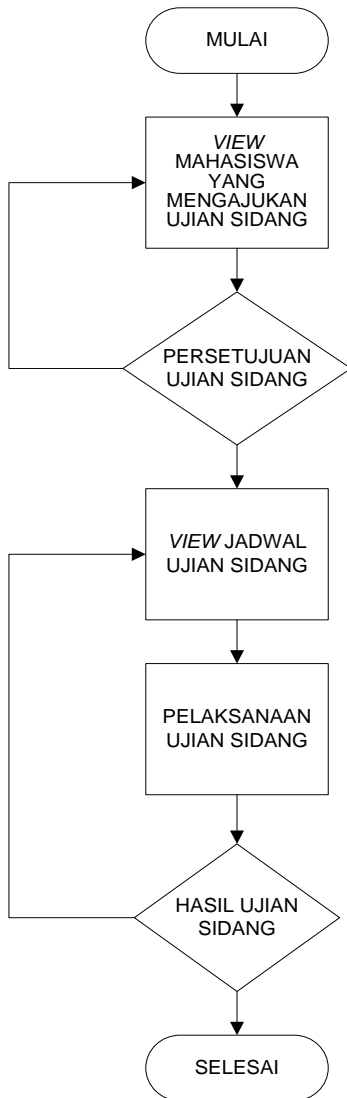 MULAI
VIEW
MAHASISWA
YANG
MENGAJUKAN
UJIAN SIDANG
PERSETUJUAN
UJIAN SIDANG
VIEW JADWAL
UJIAN SIDANG
PELAKSANAAN
UJIAN SIDANG
HASIL UJIAN
SIDANG
SELESAI